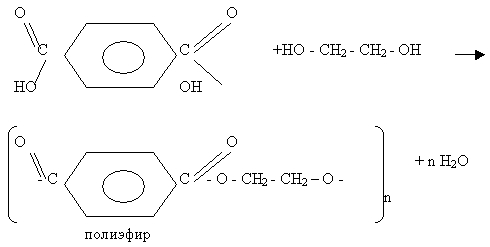 O O
C C +HO - CH2 - CH2 - OH
HO OH
O O
- C C - O - CH2 - CH2 – O - + n H2O
n
полиэфир